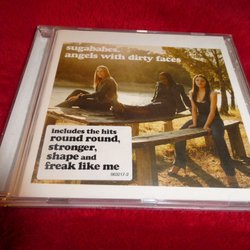 sugababes.
angels with dirty faces
includes the hits
round round,
stronger,
shape and
freak like me